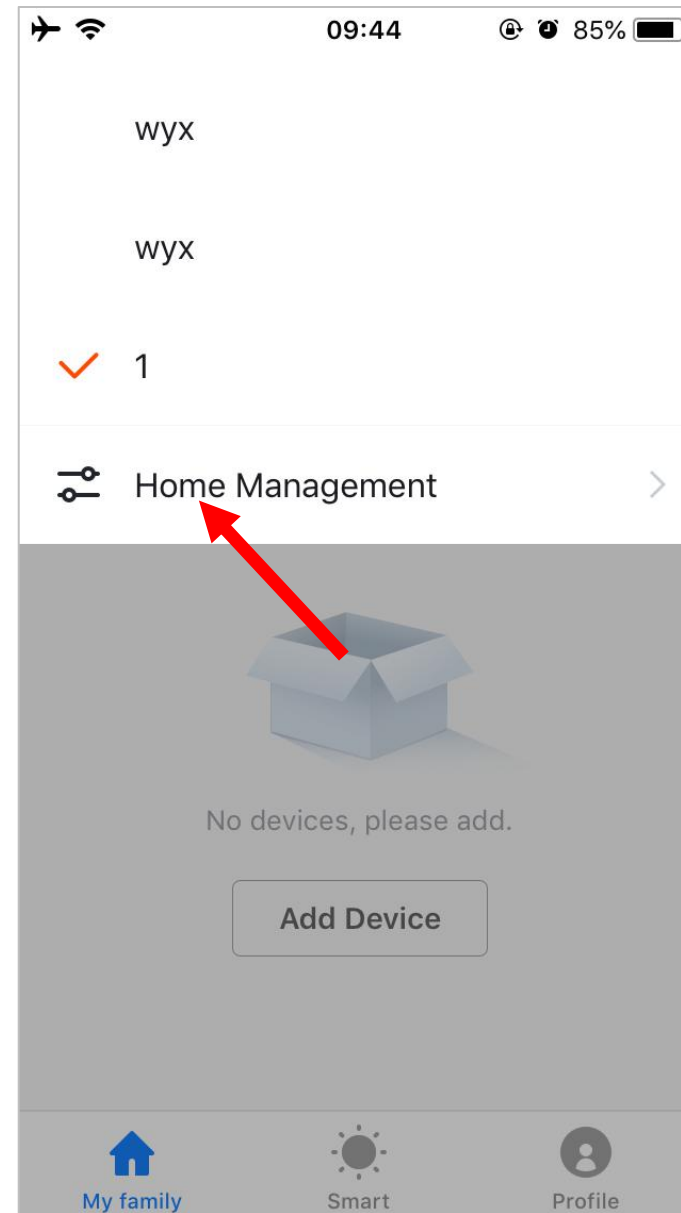 09:44 85%
wyx
wyx
1
Home Management
No devices, please add.
Add Device
My family Smart Profile